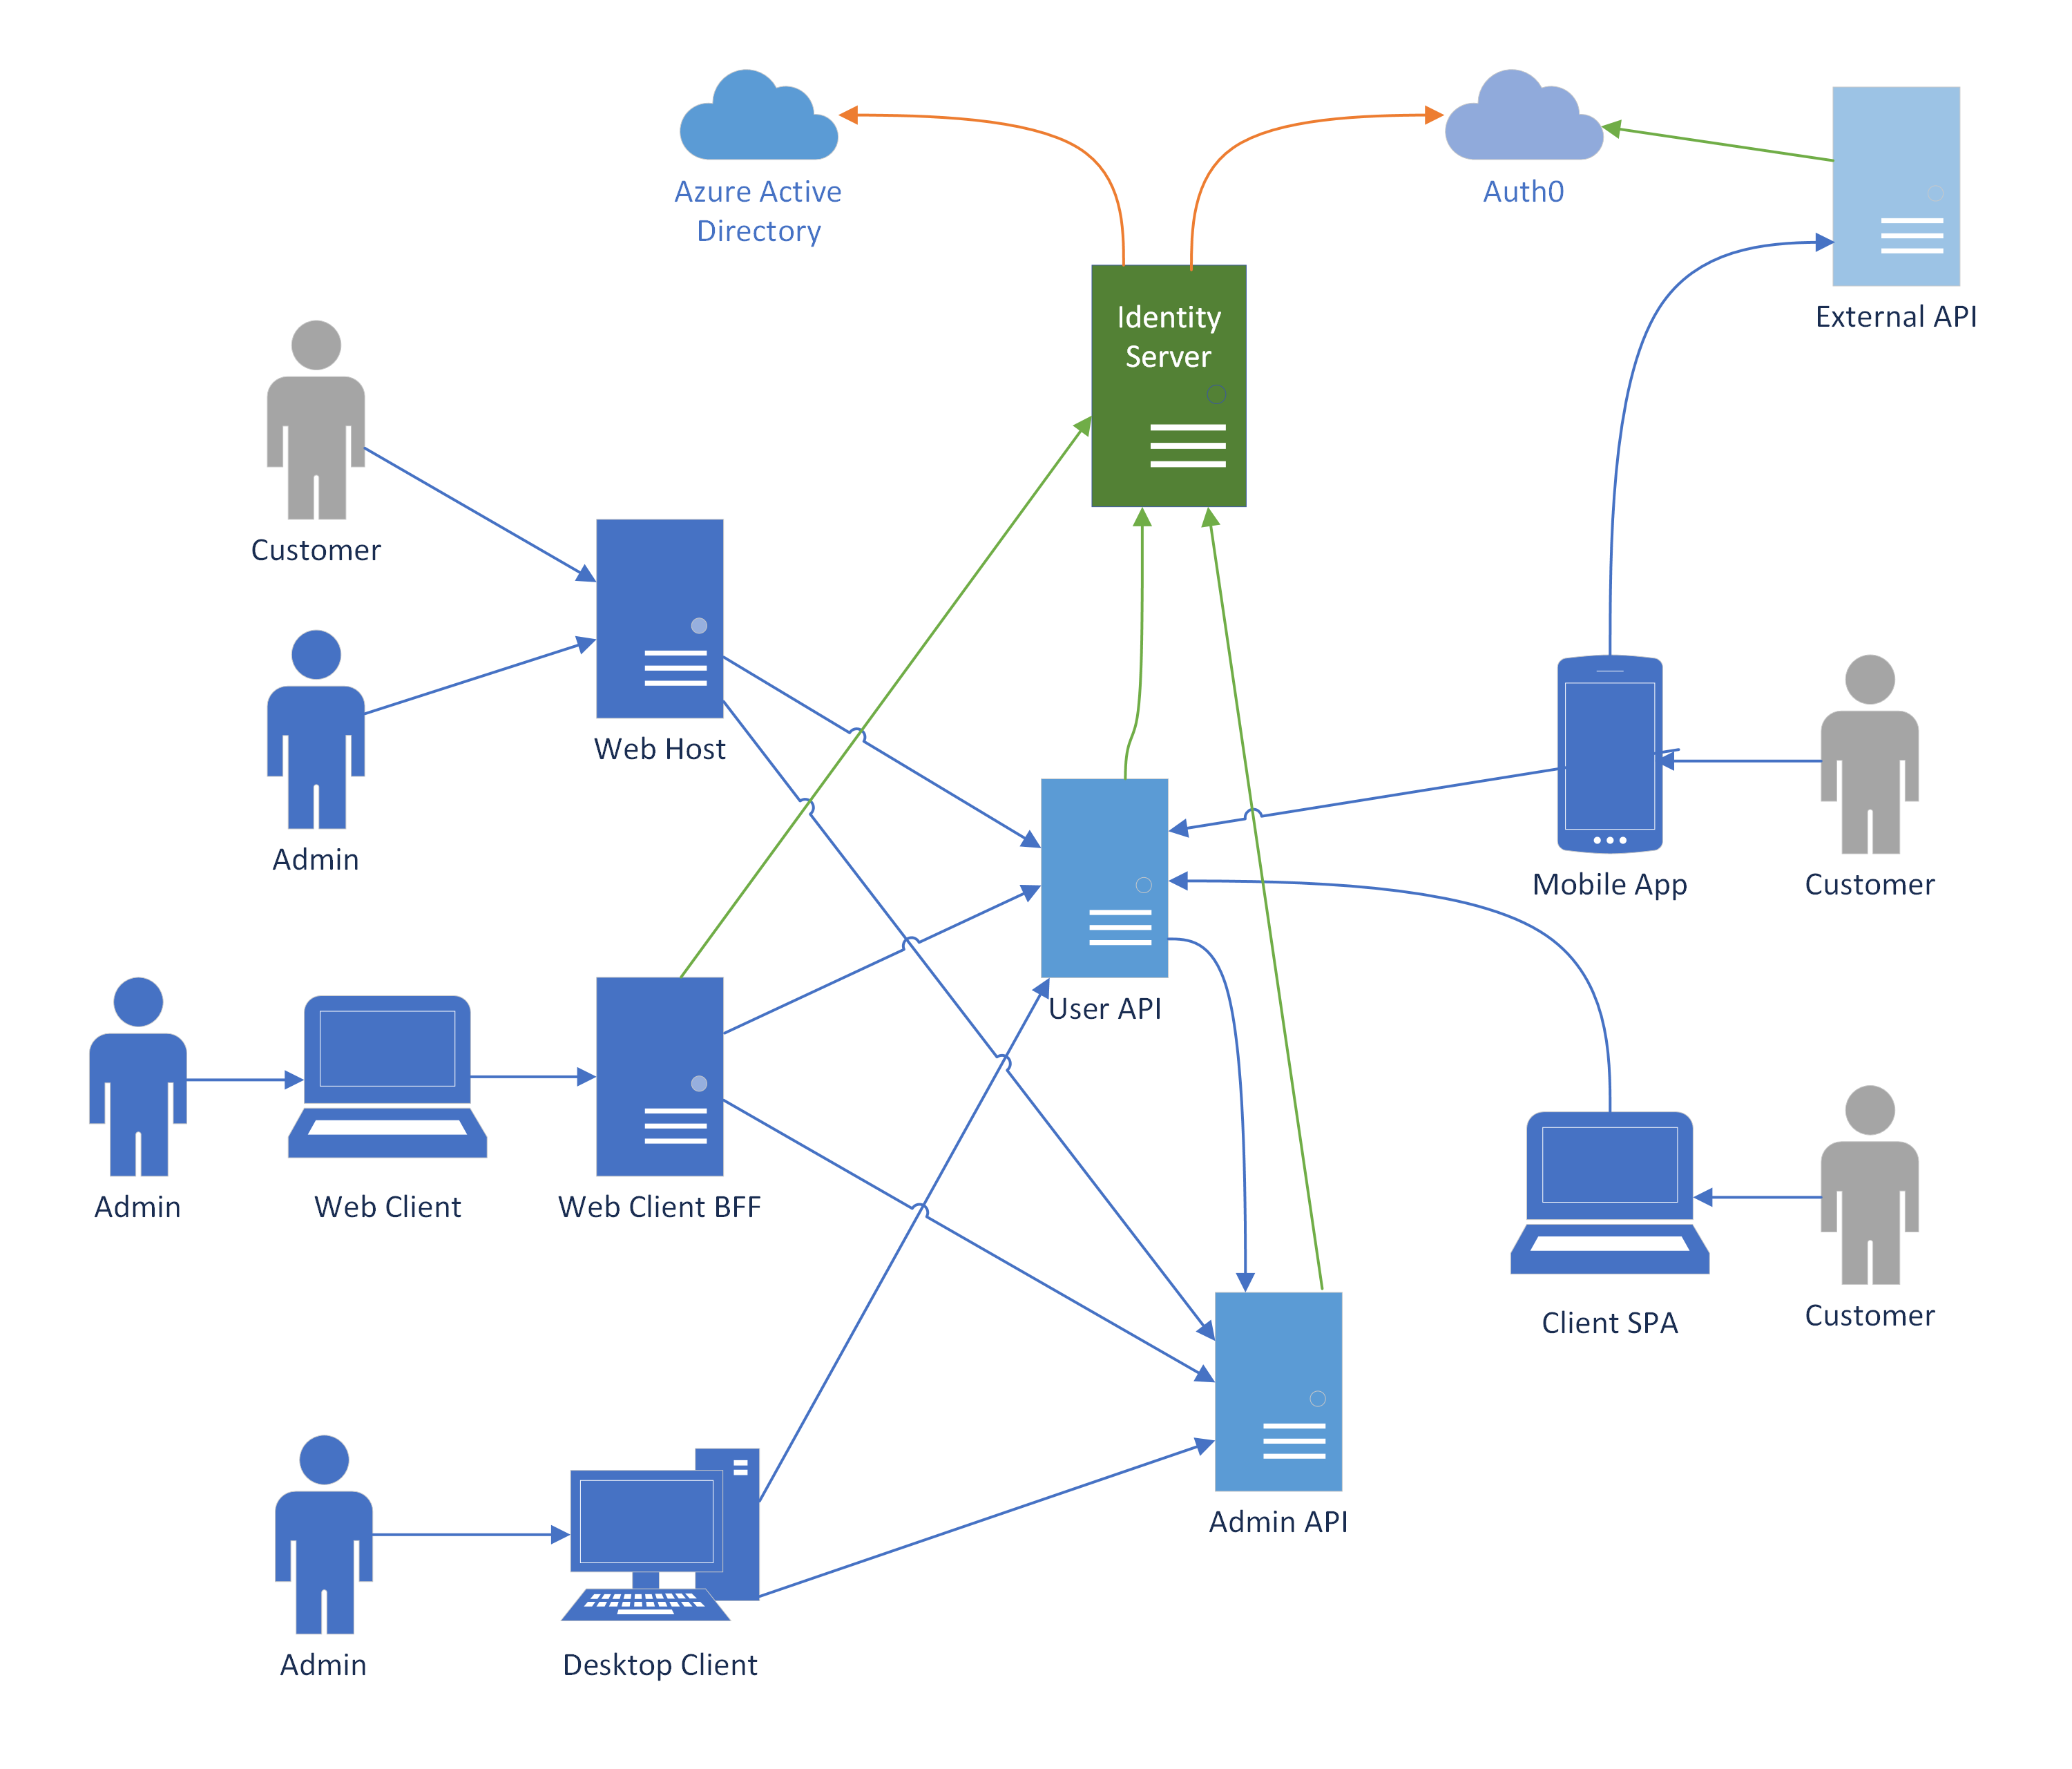 Azure Active
Directory
Auth0
External API
Identity
Server
Customer
Web Host
Admin
Mobile App
Customer
User API
Admin
Web Client
Web Client BFF
Client SPA
Customer
Admin API
Admin
Desktop Client